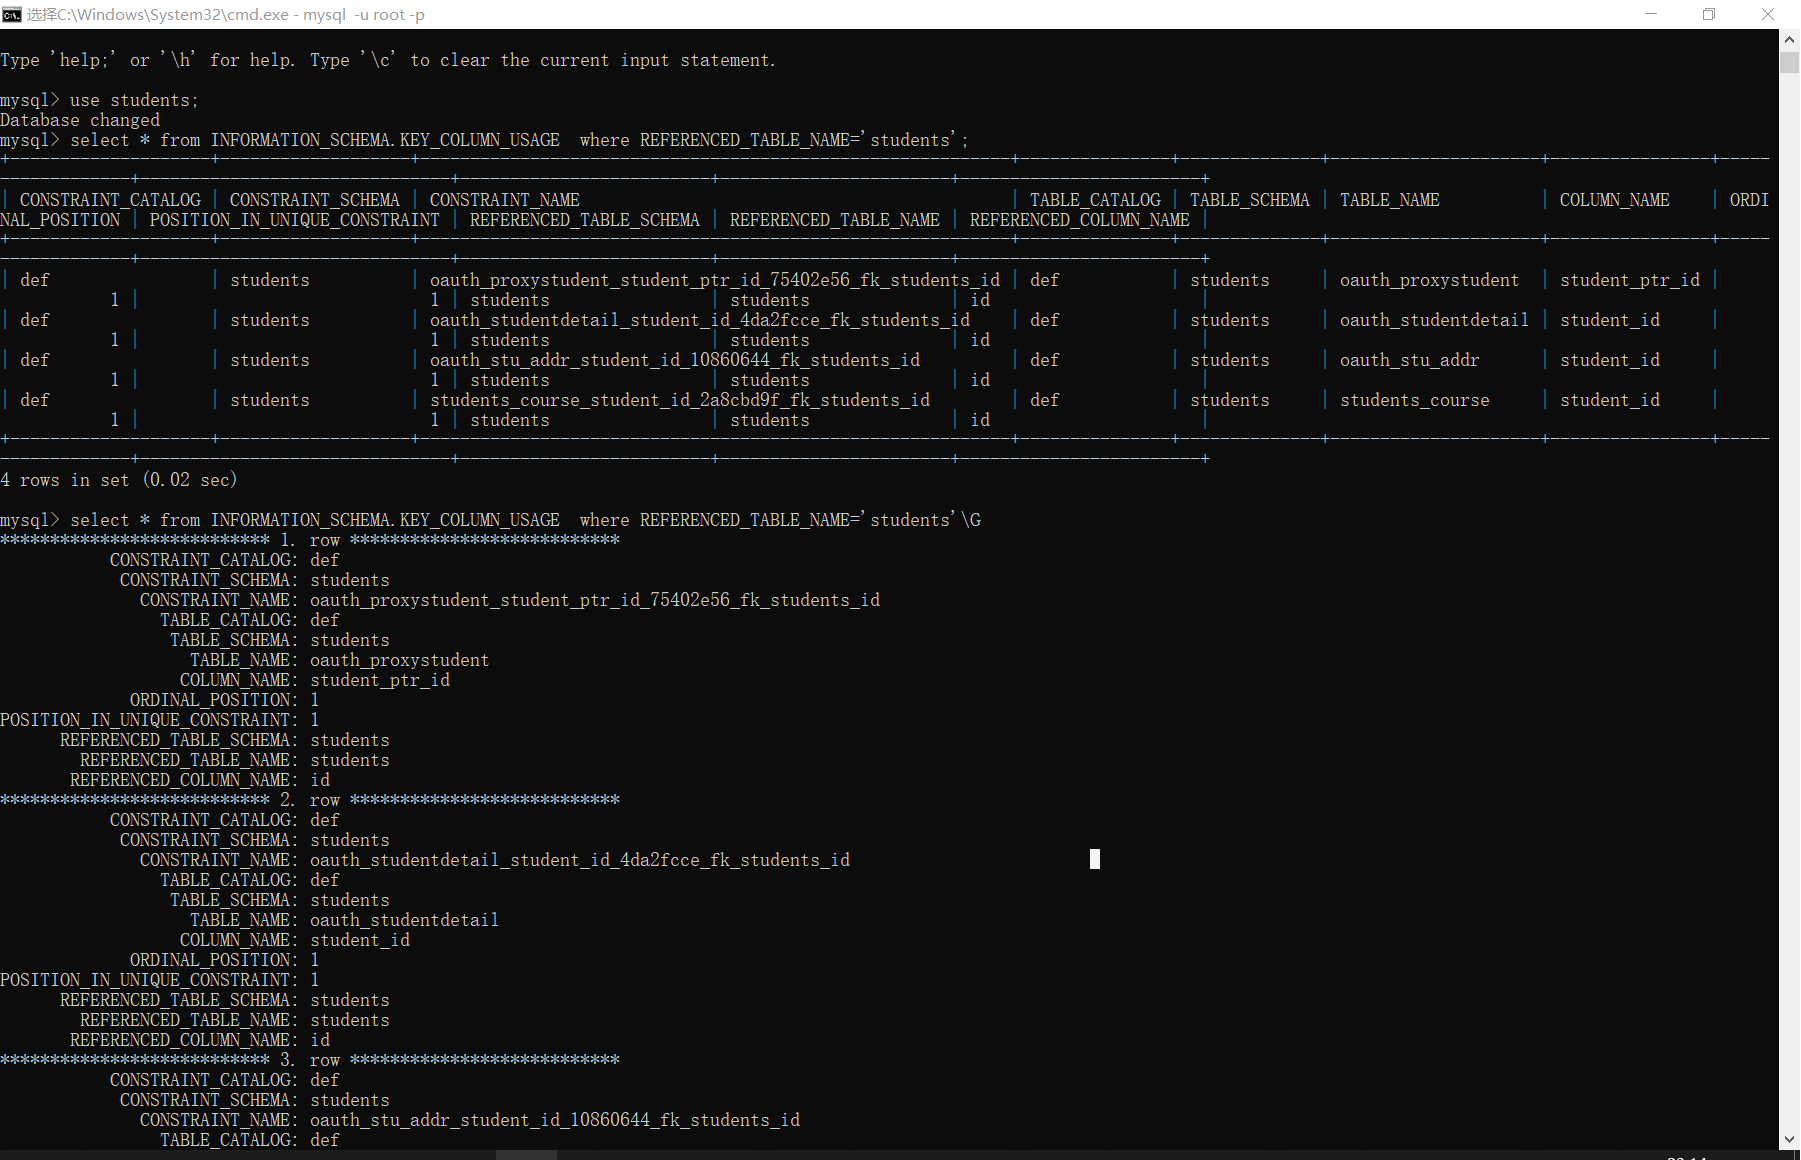 选择C:\Windows\System32\cmd.exe - mysql  -u root -p
Type 'help;' or '\h' for help. Type '\c' to clear the current input statement.
mysql> use students;
Database changed
mysql> select * from INFORMATION_SCHEMA.KEY_COLUMN_USAGE  where REFERENCED_TABLE_NAME='students';
| CONSTRAINT_CATALOG | CONSTRAINT_SCHEMA | CONSTRAINT_NAME | TABLE_CATALOG | TABLE_SCHEMA | TABLE_NAME | COLUMN_NAME | ORDI
NAL_POSITION | POSITION_IN_UNIQUE_CONSTRAINT | REFERENCED_TABLE_SCHEMA | REFERENCED_TABLE_NAME | REFERENCED_COLUMN_NAME |
| def | students | oauth_proxystudent_student_ptr_id_75402e56_fk_students_id | def | students | oauth_proxystudent | student_ptr_id |
1 | 1 | students | students | id |
| def | students | oauth_studentdetail_student_id_4da2fcce_fk_students_id | def | students | oauth_studentdetail | student_id |
1 | 1 | students | students | id |
| def | students | oauth_stu_addr_student_id_10860644_fk_students_id | def | students | oauth_stu_addr | student_id |
1 | 1 | students | students | id |
| def | students | students_course_student_id_2a8cbd9f_fk_students_id | def | students | students_course | student_id |
1 | 1 | students | students | id |
4 rows in set (0.02 sec)
mysql> select * from INFORMATION_SCHEMA.KEY_COLUMN_USAGE  where REFERENCED_TABLE_NAME='students'\G
*************************** 1. row ***************************
CONSTRAINT_CATALOG: def
CONSTRAINT_SCHEMA: students
CONSTRAINT_NAME: oauth_proxystudent_student_ptr_id_75402e56_fk_students_id
TABLE_CATALOG: def
TABLE_SCHEMA: students
TABLE_NAME: oauth_proxystudent
COLUMN_NAME: student_ptr_id
ORDINAL_POSITION: 1
POSITION_IN_UNIQUE_CONSTRAINT: 1
REFERENCED_TABLE_SCHEMA: students
REFERENCED_TABLE_NAME: students
REFERENCED_COLUMN_NAME: id
*************************** 2. row ***************************
CONSTRAINT_CATALOG: def
CONSTRAINT_SCHEMA: students
CONSTRAINT_NAME: oauth_studentdetail_student_id_4da2fcce_fk_students_id
TABLE_CATALOG: def
TABLE_SCHEMA: students
TABLE_NAME: oauth_studentdetail
COLUMN_NAME: student_id
ORDINAL_POSITION: 1
POSITION_IN_UNIQUE_CONSTRAINT: 1
REFERENCED_TABLE_SCHEMA: students
REFERENCED_TABLE_NAME: students
REFERENCED_COLUMN_NAME: id
*************************** 3. row ***************************
CONSTRAINT_CATALOG: def
CONSTRAINT_SCHEMA: students
CONSTRAINT_NAME: oauth_stu_addr_student_id_10860644_fk_students_id
TABLE_CATALOG: def